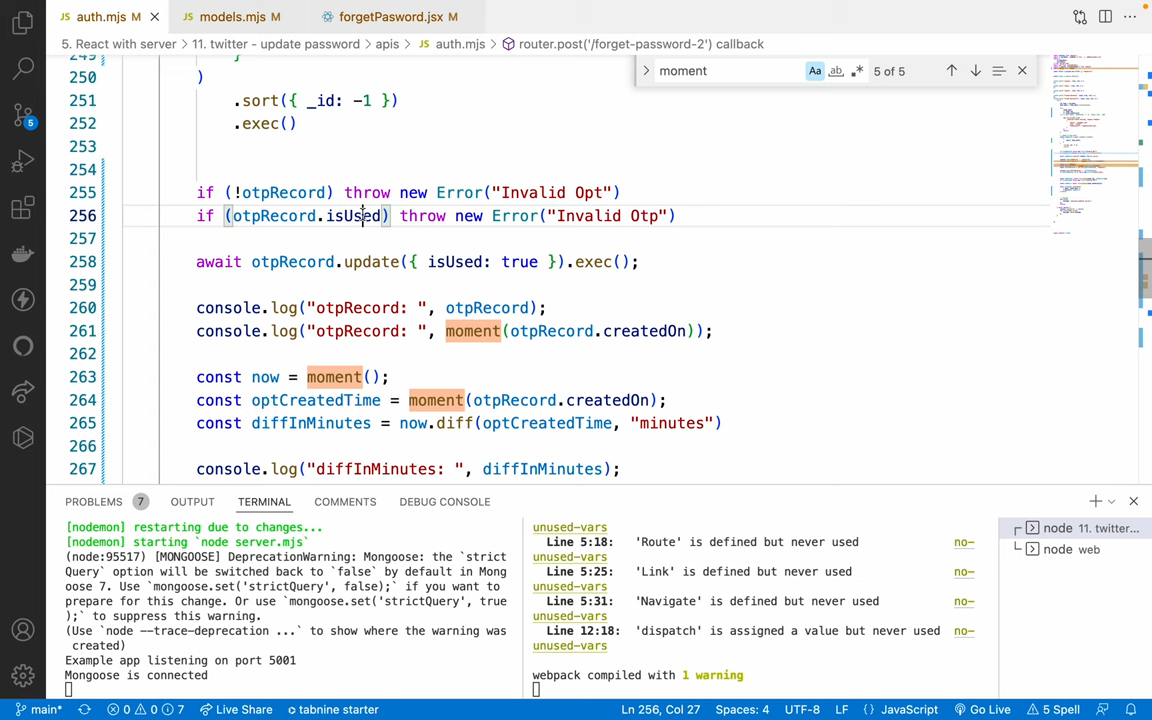 auth.mjs M
models.mjs M
forgetPasword.jsx M
5. React with server > 11. twitter - update password > apis > auth.mjs > router.post('/forget-password-2') callback
moment
Aa
ab
5 of 5
249 }
250 )
251 .sort({ _id: -1 })
252 .exec()
253
254
255 if (!otpRecord) throw new Error("Invalid Opt")
256 if (otpRecord.isUsed) throw new Error("Invalid Otp")
257
258 await otpRecord.update({ isUsed: true }).exec();
259
260 console.log("otpRecord: ", otpRecord);
261 console.log("otpRecord: ", moment(otpRecord.createdOn));
262
263 const now = moment();
264 const optCreatedTime = moment(otpRecord.createdOn);
265 const diffInMinutes = now.diff(optCreatedTime, "minutes")
266
267 console.log("diffInMinutes: ", diffInMinutes);
5
PROBLEMS 7 OUTPUT TERMINAL COMMENTS DEBUG CONSOLE
[nodemon] restarting due to changes...
[nodemon] starting `node server.mjs`
(node:95517) [MONGOOSE] DeprecationWarning: Mongoose: the `strict
Query` option will be switched back to `false` by default in Mong
oose 7. Use `mongoose.set('strictQuery', false);` if you want to
prepare for this change. Or use `mongoose.set('strictQuery', true
);` to suppress this warning.
(Use `node --trace-deprecation ...` to show where the warning was
created)
Example app listening on port 5001
Mongoose is connected
unused-vars
Line 5:18: 'Route' is defined but never used no-
unused-vars
Line 5:25: 'Link' is defined but never used no-
unused-vars
Line 5:31: 'Navigate' is defined but never used no-
unused-vars
Line 12:18: 'dispatch' is assigned a value but never used no-
unused-vars
webpack compiled with 1 warning
node 11. twitter...
node web
main* 0 0 7 Live Share tabnine starter Ln 256, Col 27 Spaces: 4 UTF-8 LF {} JavaScript Go Live 5 Spell